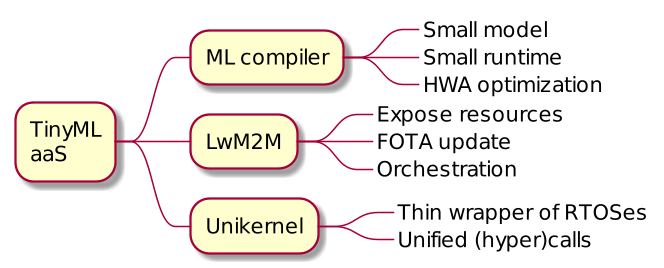 TinyML
aaS
ML compiler
Small model
Small runtime
HWA optimization
LwM2M
Expose resources
FOTA update
Orchestration
Unikernel
Thin wrapper of RTOSes
Unified (hyper)calls